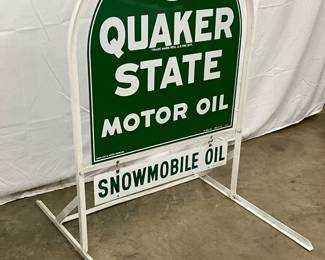 QUAKER
STATE
MOTOR OIL
SNOWMOBILE OIL